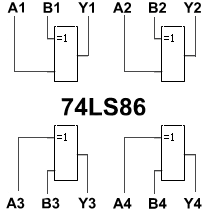 A1 B1 Y1 A2 B2 Y2
=1 =1
74LS86
=1 =1
A3 B3 Y3 A4 B4 Y4